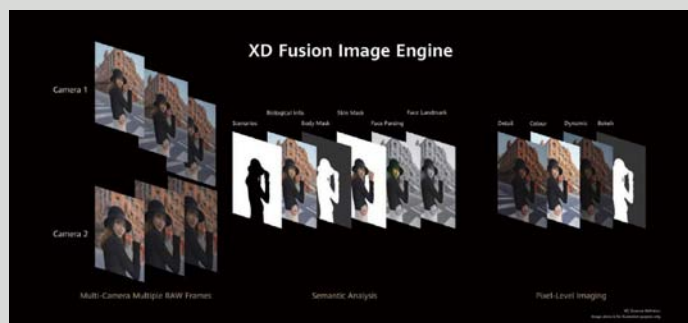 XD Fusion Image Engine
Camera 1
Camera 2
Scenarios
Biological Info
Body Mask
Skin Mask
Face Parsing
Face Landmark
Detail
Colour
Dynamic
Bokeh
Multi-Camera Multiple RAW Frames
Semantic Analysis
Pixel-Level Imaging